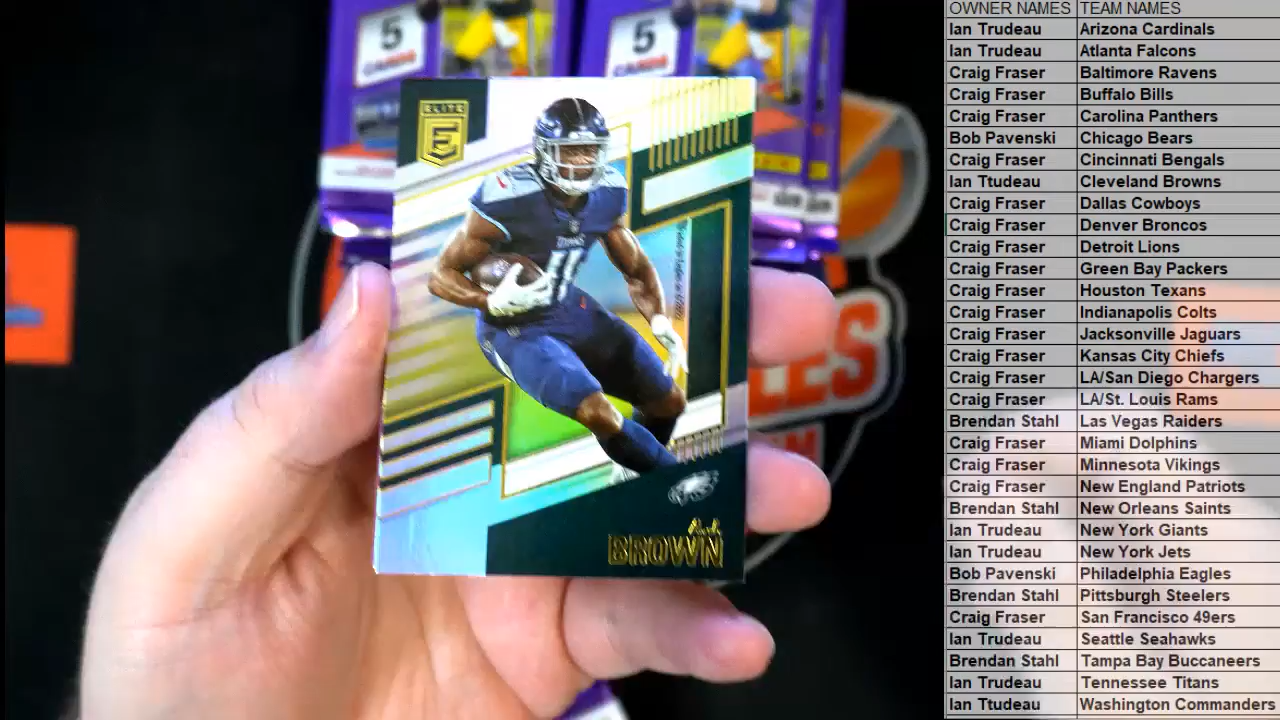 5
CARDS
5
CARDS
ELITE
E
TITANS
11
A.J.
BROWN
OWNER NAMES TEAM NAMES
Ian Trudeau Arizona Cardinals
Ian Trudeau Atlanta Falcons
Craig Fraser Baltimore Ravens
Craig Fraser Buffalo Bills
Craig Fraser Carolina Panthers
Bob Pavenski Chicago Bears
Craig Fraser Cincinnati Bengals
Ian Ttudeau Cleveland Browns
Craig Fraser Dallas Cowboys
Craig Fraser Denver Broncos
Craig Fraser Detroit Lions
Craig Fraser Green Bay Packers
Craig Fraser Houston Texans
Craig Fraser Indianapolis Colts
Craig Fraser Jacksonville Jaguars
Craig Fraser Kansas City Chiefs
Craig Fraser LA/San Diego Chargers
Craig Fraser LA/St. Louis Rams
Brendan Stahl Las Vegas Raiders
Craig Fraser Miami Dolphins
Craig Fraser Minnesota Vikings
Craig Fraser New England Patriots
Brendan Stahl New Orleans Saints
Ian Trudeau New York Giants
Ian Trudeau New York Jets
Bob Pavenski Philadelphia Eagles
Brendan Stahl Pittsburgh Steelers
Craig Fraser San Francisco 49ers
Ian Trudeau Seattle Seahawks
Brendan Stahl Tampa Bay Buccaneers
Ian Trudeau Tennessee Titans
Ian Ttudeau Washington Commanders